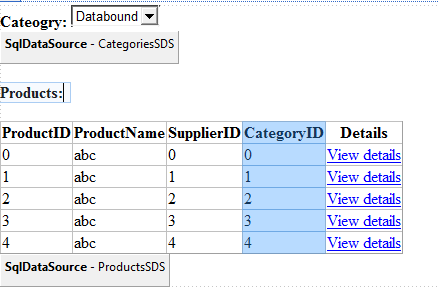 Cateogry: Databound
SqlDataSource - CategoriesSDS
Products:
ProductID ProductName SupplierID CategoryID Details
0 abc 0 0 View details
1 abc 1 1 View details
2 abc 2 2 View details
3 abc 3 3 View details
4 abc 4 4 View details
SqlDataSource - ProductsSDS